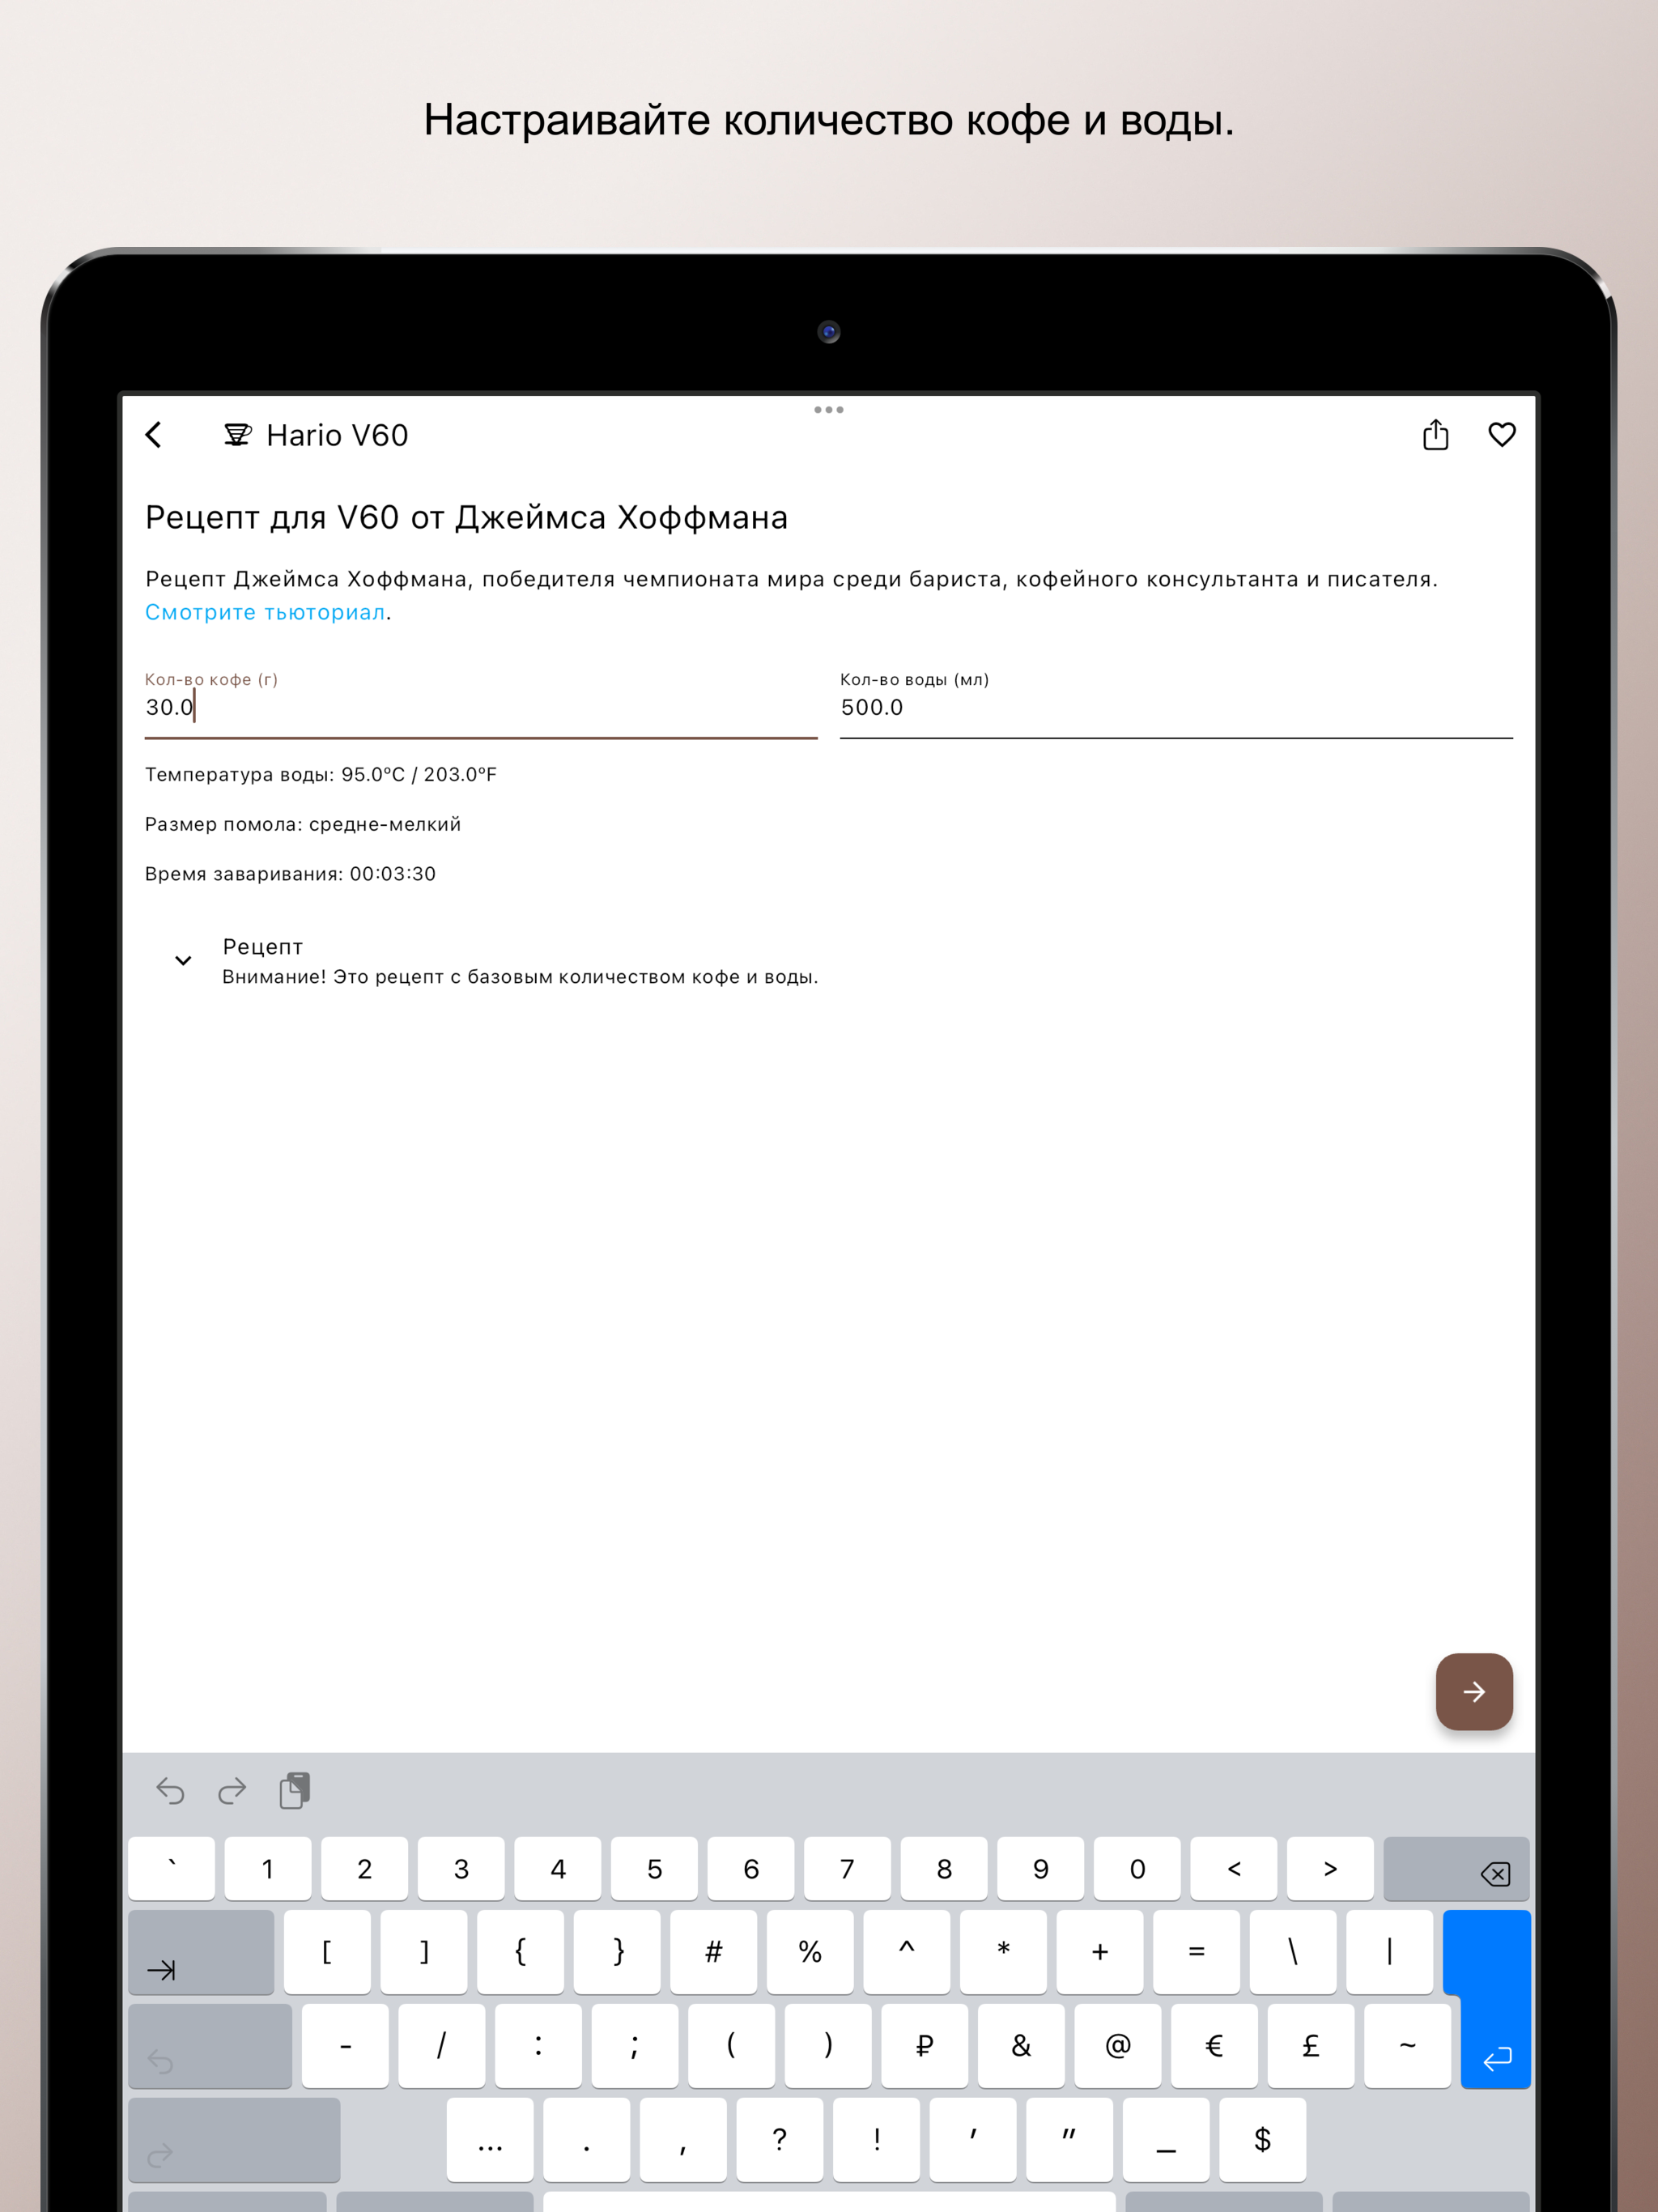 Настраивайте количество кофе и воды.
Hario V60
Рецепт для V60 от Джеймса Хоффмана
Рецепт Джеймса Хоффмана, победителя чемпионата мира среди бариста, кофейного консультанта и писателя.
Смотрите тьюториал.
Кол-во кофе (г) Кол-во воды (мл)
30.0 500.0
Температура воды: 95.0ºC / 203.0ºF
Размер помола: средне-мелкий
Время заваривания: 00:03:30
Рецепт
Внимание! Это рецепт с базовым количеством кофе и воды.
` 1 2 3 4 5 6 7 8 9 0 < >
[ ] { } # % ^ * + = \ |
- / : ; ( ) ₽ & @ € £ ~
... . , ? ! ′ ″ _ $